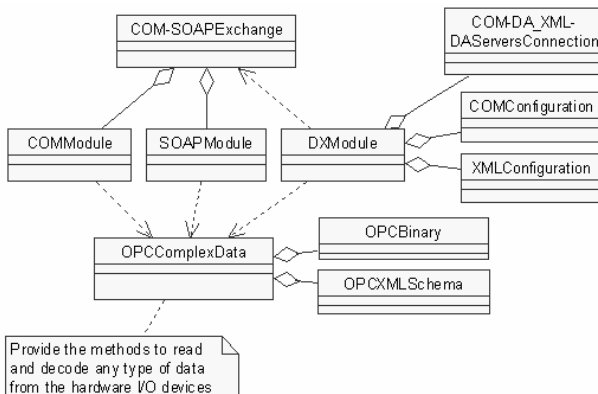 COM-SOAPExchange
COM-DA_XML-
DAServersConnection
COMConfiguration
COMModule
SOAPModule
DXModule
XMLConfiguration
OPCComplexData
OPCBinary
OPCXMLSchema
Provide the methods to read
and decode any type of data
from the hardware I/O devices